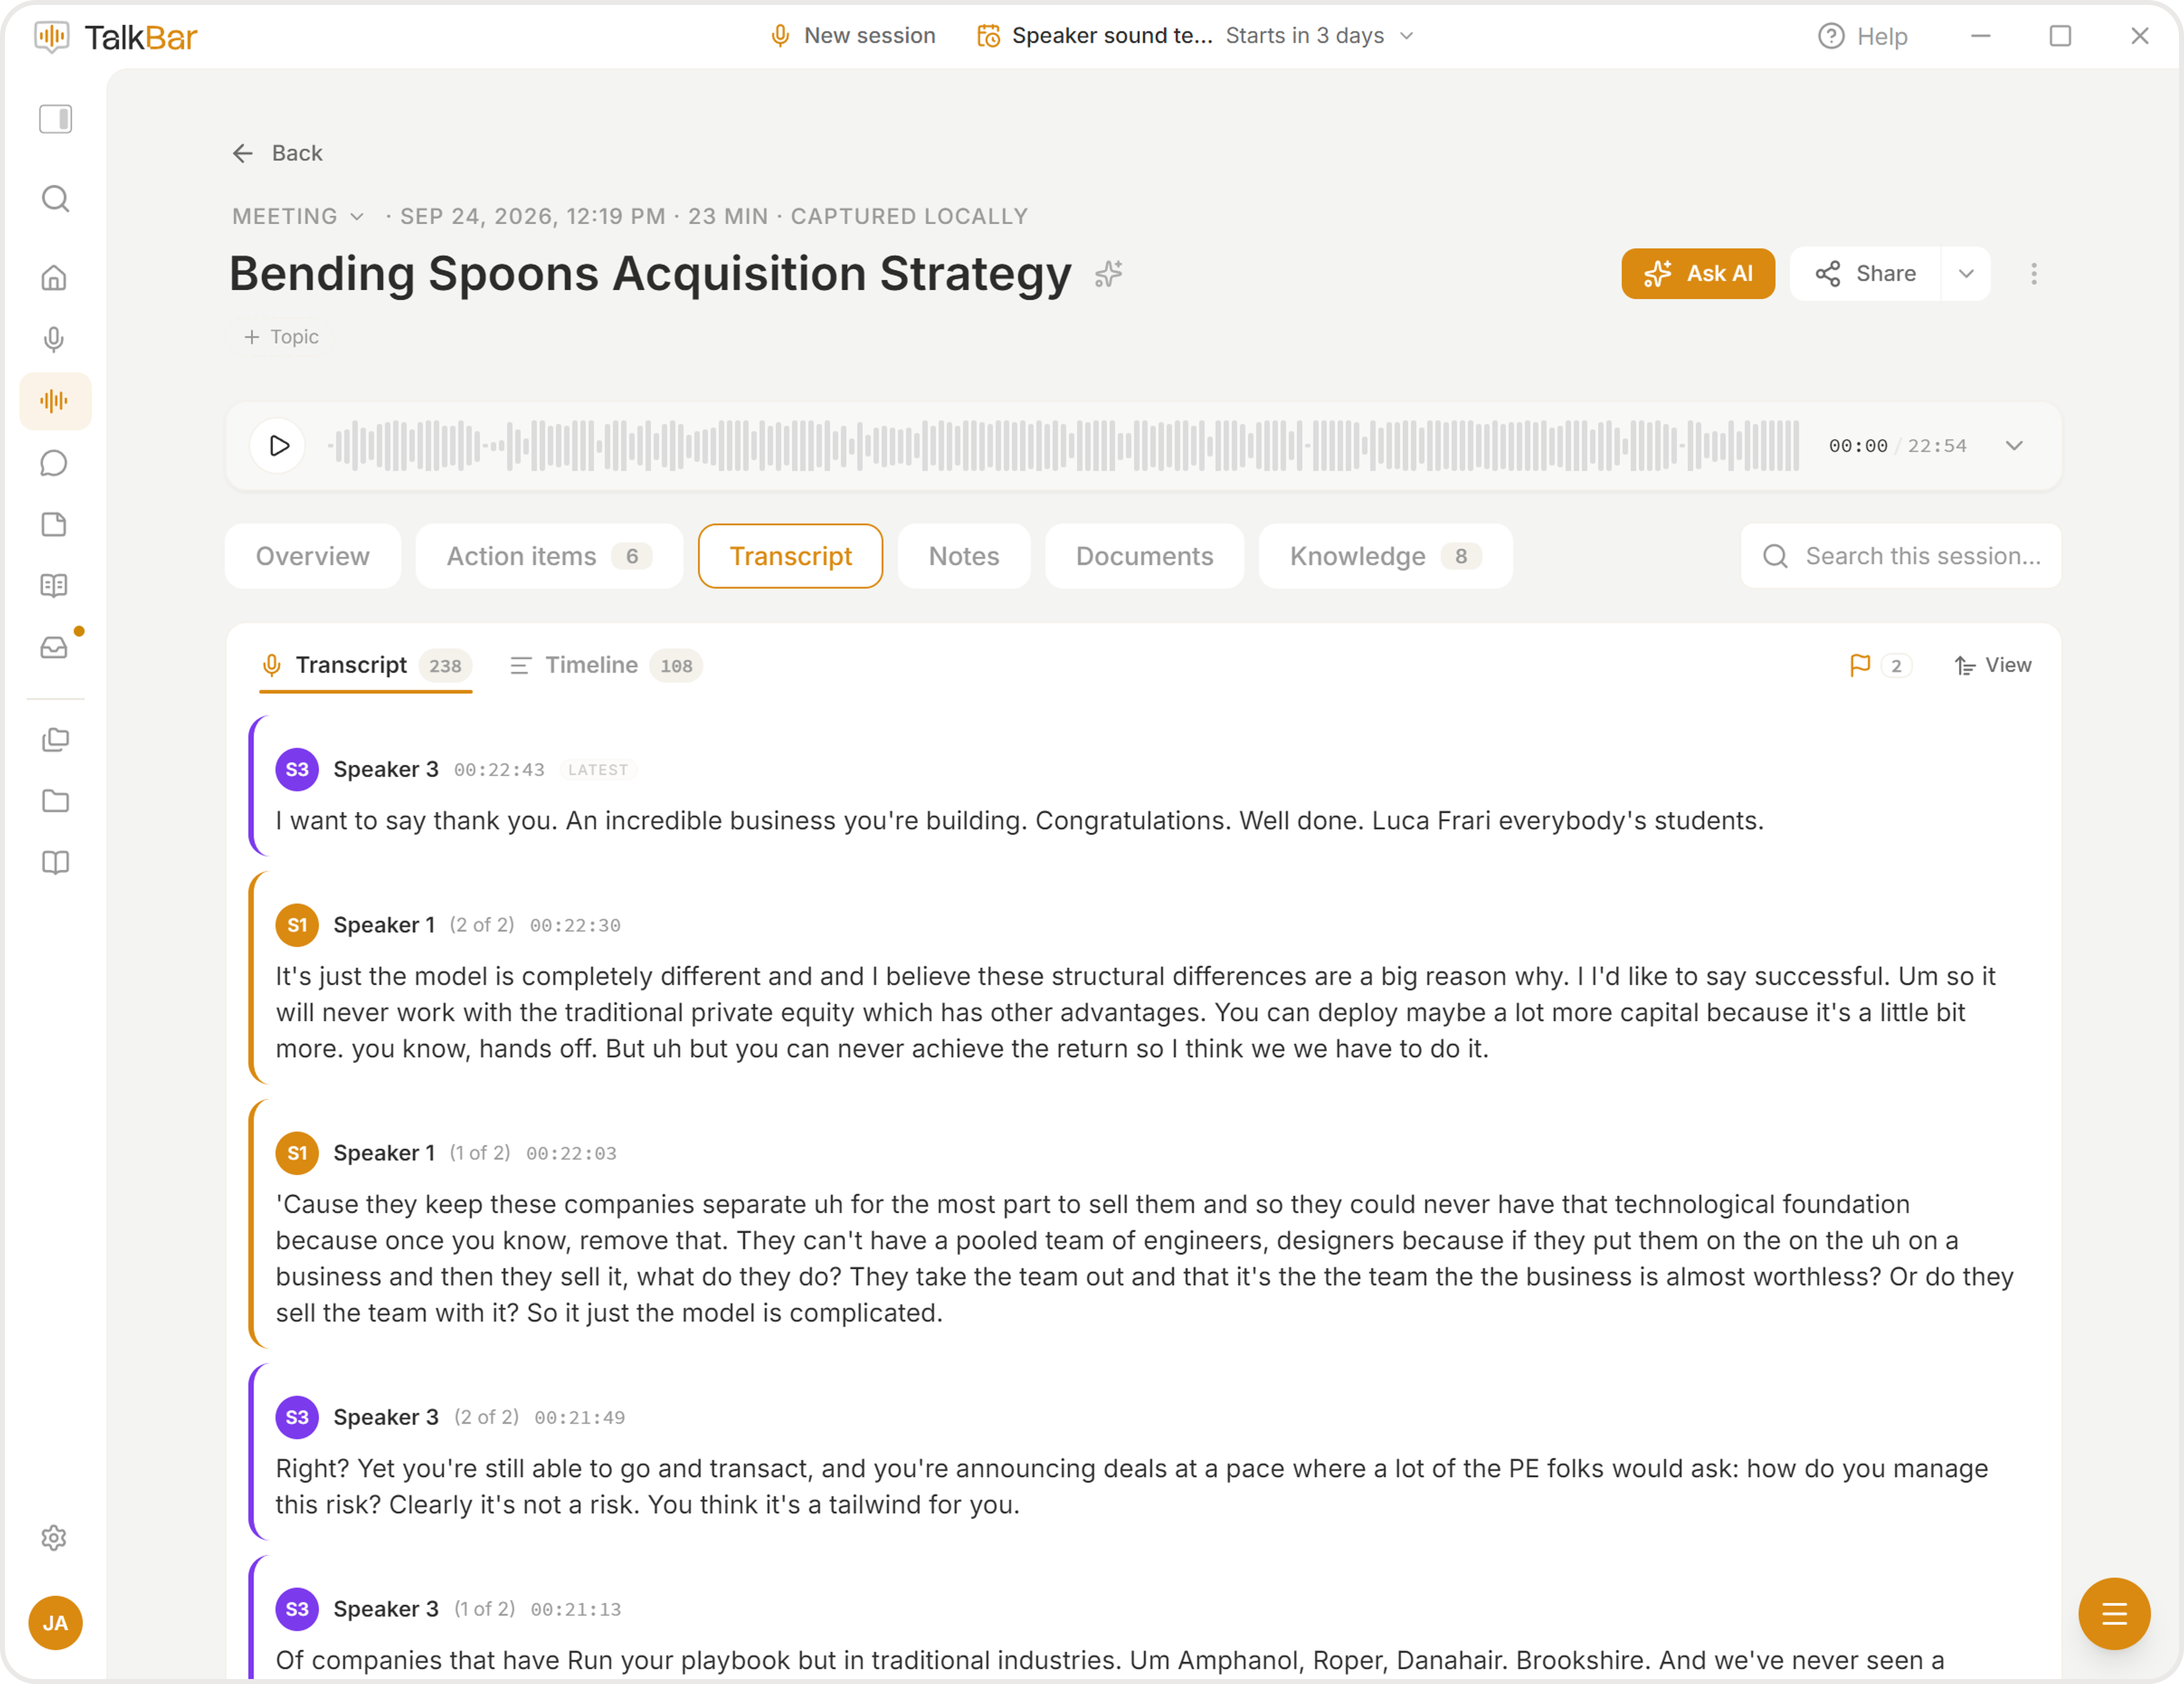 TalkBar
New session
Speaker sound te... Starts in 3 days
Help
Back
MEETING · SEP 24, 2026, 12:19 PM · 23 MIN · CAPTURED LOCALLY
Bending Spoons Acquisition Strategy
Ask AI
Share
+ Topic
00:00 / 22:54
Overview
Action items 6
Transcript
Notes
Documents
Knowledge 8
Search this session...
Transcript 238
Timeline 108
2
View
S3 Speaker 3 00:22:43 LATEST
I want to say thank you. An incredible business you're building. Congratulations. Well done. Luca Frari everybody's students.
S1 Speaker 1 (2 of 2) 00:22:30
It's just the model is completely different and and I believe these structural differences are a big reason why. I I'd like to say successful. Um so it
will never work with the traditional private equity which has other advantages. You can deploy maybe a lot more capital because it's a little bit
more. you know, hands off. But uh but you can never achieve the return so I think we we have to do it.
S1 Speaker 1 (1 of 2) 00:22:03
'Cause they keep these companies separate uh for the most part to sell them and so they could never have that technological foundation
because once you know, remove that. They can't have a pooled team of engineers, designers because if they put them on the on the uh on a
business and then they sell it, what do they do? They take the team out and that it's the the team the the business is almost worthless? Or do they
sell the team with it? So it just the model is complicated.
S3 Speaker 3 (2 of 2) 00:21:49
Right? Yet you're still able to go and transact, and you're announcing deals at a pace where a lot of the PE folks would ask: how do you manage
this risk? Clearly it's not a risk. You think it's a tailwind for you.
S3 Speaker 3 (1 of 2) 00:21:13
Of companies that have Run your playbook but in traditional industries. Um Amphanol, Roper, Danahair. Brookshire. And we've never seen a
JA